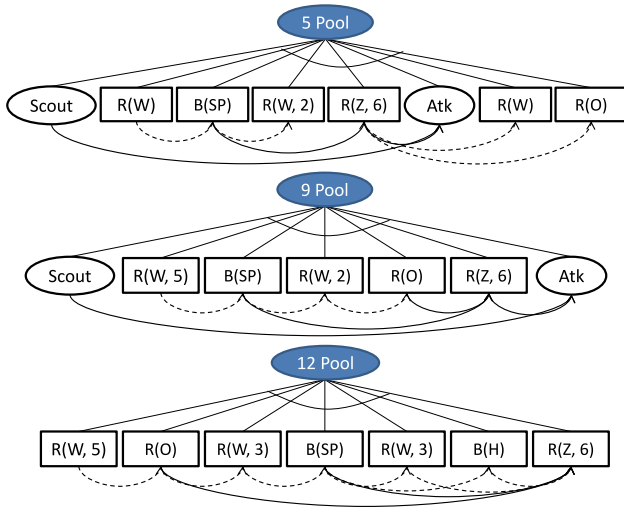 5 Pool
Scout R(W) B(SP) R(W, 2) R(Z, 6) Atk R(W) R(O)
9 Pool
Scout R(W, 5) B(SP) R(W, 2) R(O) R(Z, 6) Atk
12 Pool
R(W, 5) R(O) R(W, 3) B(SP) R(W, 3) B(H) R(Z, 6)